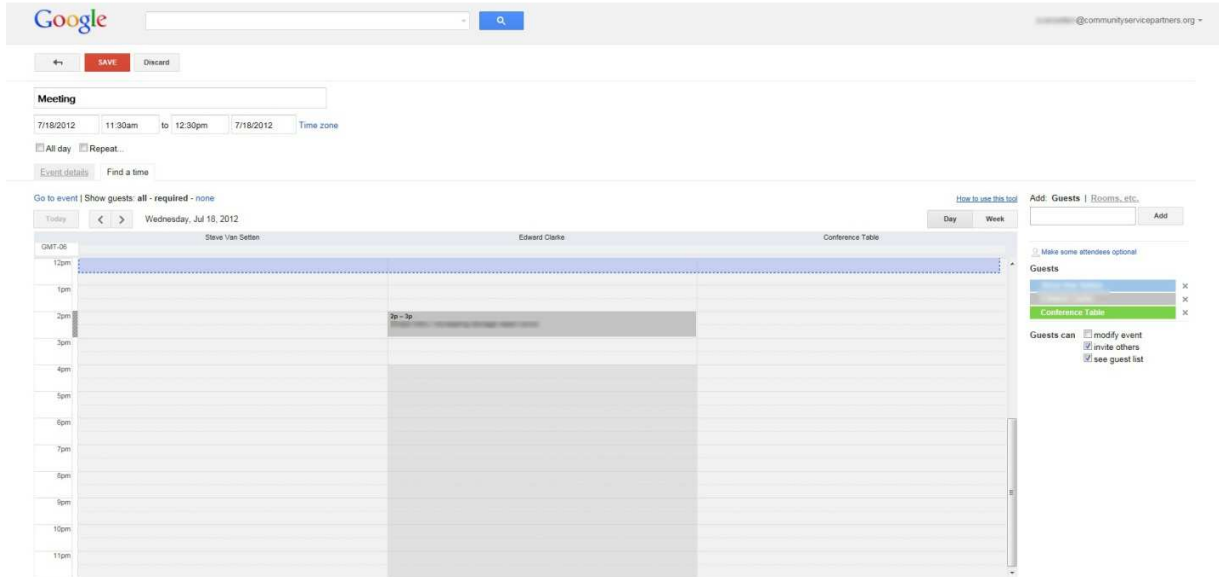 Google
@communityservicepartners.org
SAVE Discard
Meeting
7/18/2012 11:30am to 12:30pm 7/18/2012 Time zone
All day Repeat...
Event details Find a time
Go to event | Show guests: all - required - none How to use this tool Add: Guests | Rooms, etc.
Today Wednesday, Jul 18, 2012 Day Week Add
Steve Van Setten Edward Clarke Conference Table
GMT-06
Make some attendees optional
12pm
Guests
1pm
2pm 2p – 3p
Conference Table
Guests can modify event
3pm
invite others
see guest list
4pm
5pm
6pm
7pm
8pm
9pm
10pm
11pm